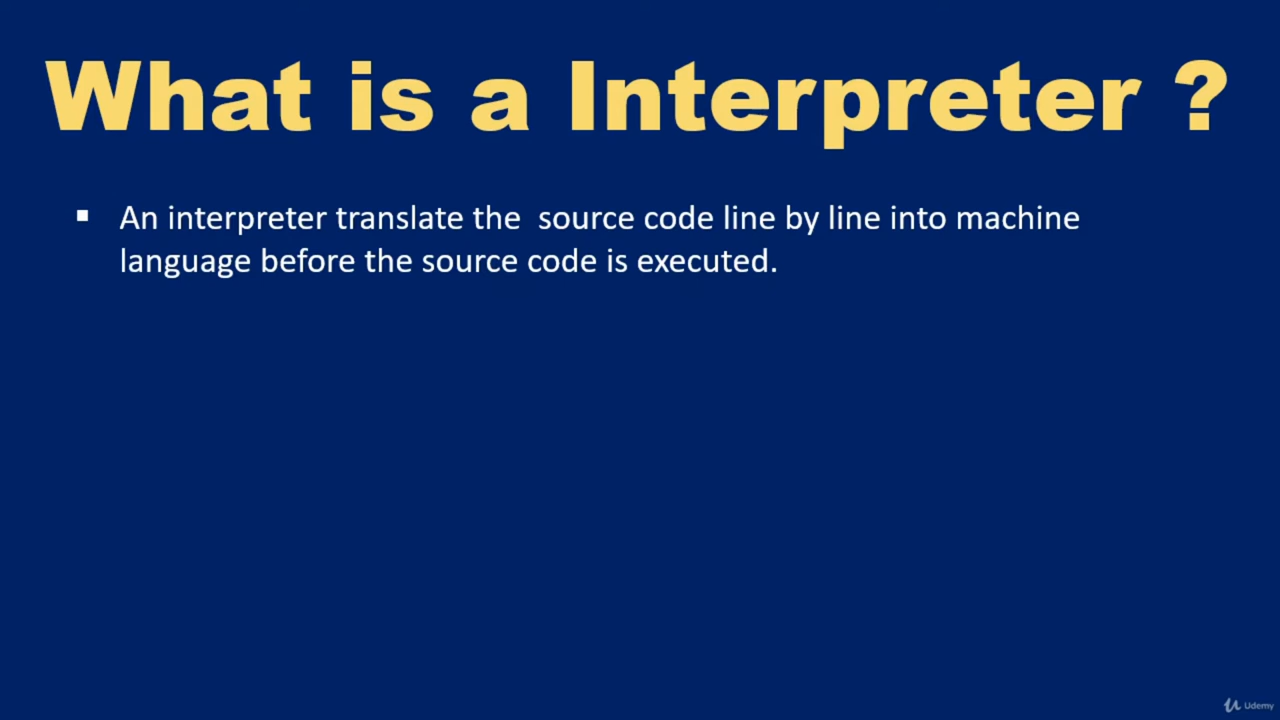 What is a Interpreter ?
▪ An interpreter translate the  source code line by line into machine
language before the source code is executed.
Udemy